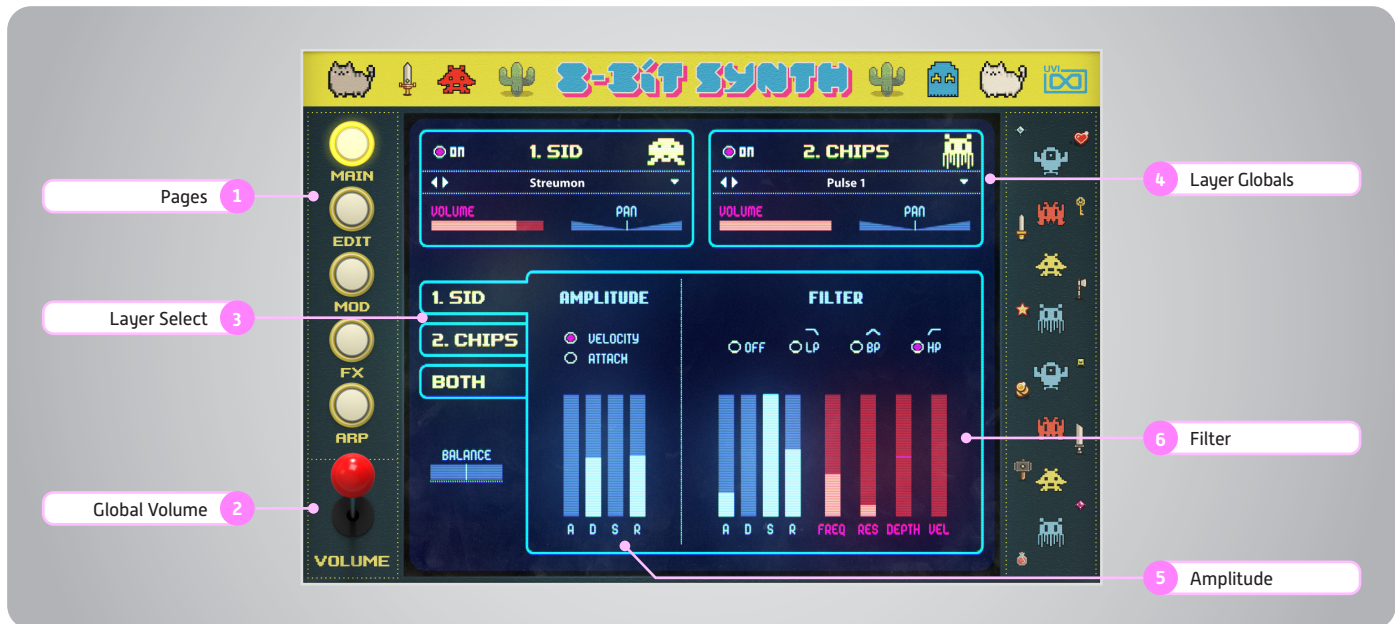 8-Bit SYNTH
UVI
MAIN
EDIT
MOD
FX
ARP
VOLUME
ON
1. SID
Streumon
VOLUME
PAN
ON
2. CHIPS
Pulse 1
VOLUME
PAN
1. SID
2. CHIPS
BOTH
BALANCE
AMPLITUDE
VELOCITY
ATTACK
A D S R
FILTER
OFF LP BP HP
A D S R FREQ RES DEPTH VEL
Pages 1
Global Volume 2
Layer Select 3
4 Layer Globals
5 Amplitude
6 Filter